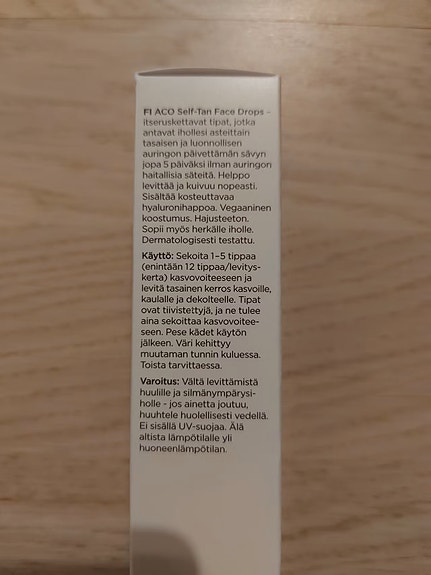 FI ACO Self-Tan Face Drops –
itseruskettavat tipat, jotka
antavat ihollesi asteittain
tasaisen ja luonnollisen
auringon päivettämän sävyn
jopa 5 päiväksi ilman auringon
haitallisia säteitä. Helppo
levittää ja kuivuu nopeasti.
Sisältää kosteuttavaa
hyaluronihappoa. Vegaaninen
koostumus. Hajusteeton.
Sopii myös herkälle iholle.
Dermatologisesti testattu.
Käyttö: Sekoita 1–5 tippaa
(enintään 12 tippaa/levitys-
kerta) kasvovoiteeseen ja
levitä tasainen kerros kasvoille,
kaulalle ja dekolteelle. Tipat
ovat tiivistettyjä, ja ne tulee
aina sekoittaa kasvovoitee-
seen. Pese kädet käytön
jälkeen. Väri kehittyy
muutaman tunnin kuluessa.
Toista tarvittaessa.
Varoitus: Vältä levittämistä
huulille ja silmänympärysi-
holle - jos ainetta joutuu,
huuhtele huolellisesti vedellä.
Ei sisällä UV-suojaa. Älä
altista lämpötilalle yli
huoneenlämpötilan.